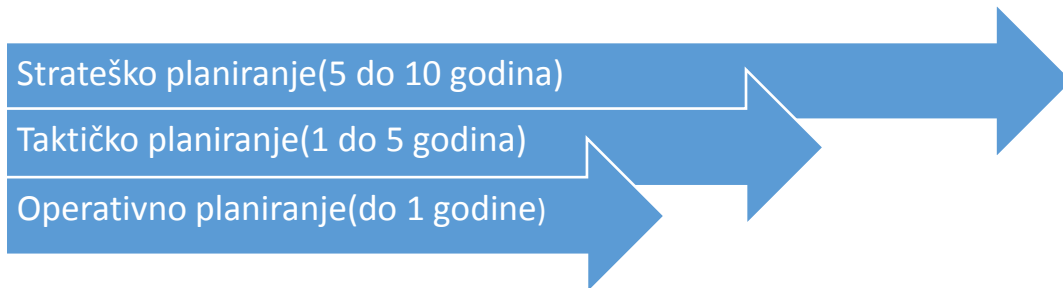 Strateško planiranje(5 do 10 godina)
Taktičko planiranje(1 do 5 godina)
Operativno planiranje(do 1 godine)